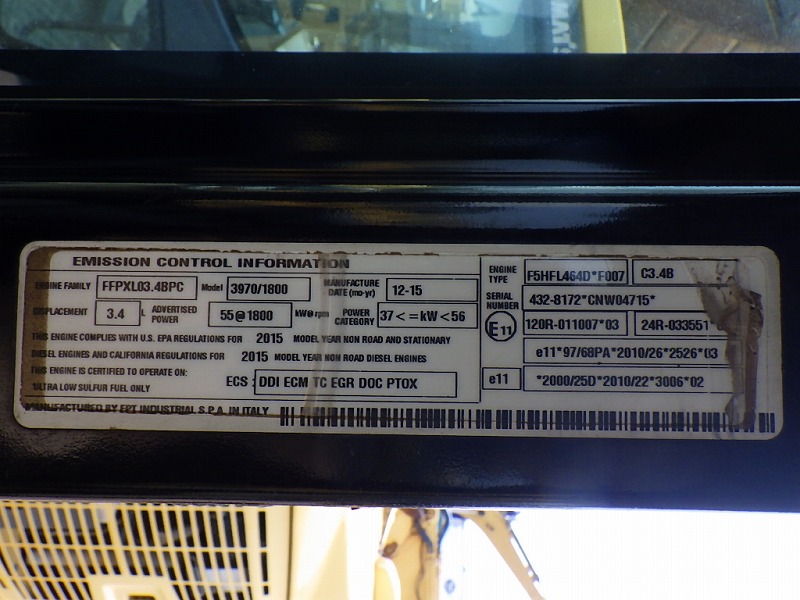 EMISSION CONTROL INFORMATION
ENGINE FAMILY FFPXL03.4BPC Model 3970/1800 MANUFACTURE DATE (mo-yr) 12-15
DISPLACEMENT 3.4 L ADVERTISED POWER 55@1800 kW@rpm POWER CATEGORY 37<=kW<56
THIS ENGINE COMPLIES WITH U.S. EPA REGULATIONS FOR 2015 MODEL YEAR NON ROAD AND STATIONARY
DIESEL ENGINES AND CALIFORNIA REGULATIONS FOR 2015 MODEL YEAR NON ROAD DIESEL ENGINES
THIS ENGINE IS CERTIFIED TO OPERATE ON:
ULTRA LOW SULFUR FUEL ONLY
ECS: DDI ECM TC EGR DOC PTOX
MANUFACTURED BY FPT INDUSTRIAL S.P.A. IN ITALY
ENGINE TYPE F5HFL464D*F007 C3.4B
SERIAL NUMBER 432-8172*CNW04715*
E11 120R-011007*03 24R-033551*
e11*97/68PA*2010/26*2526*03
e11 *2000/25D*2010/22*3006*02